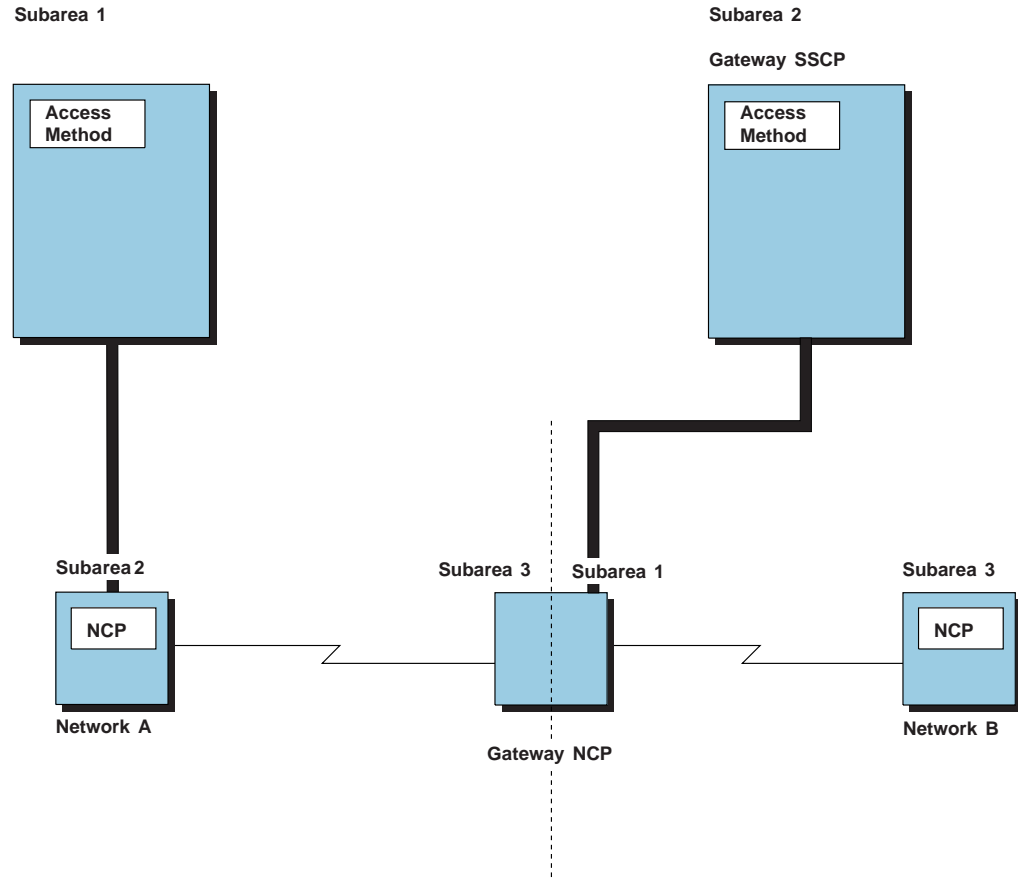 Subarea 1
Subarea 2
Gateway SSCP
Access
Method
Access
Method
Subarea 2
Subarea 3
Subarea 1
Subarea 3
NCP
NCP
Network A
Network B
Gateway NCP